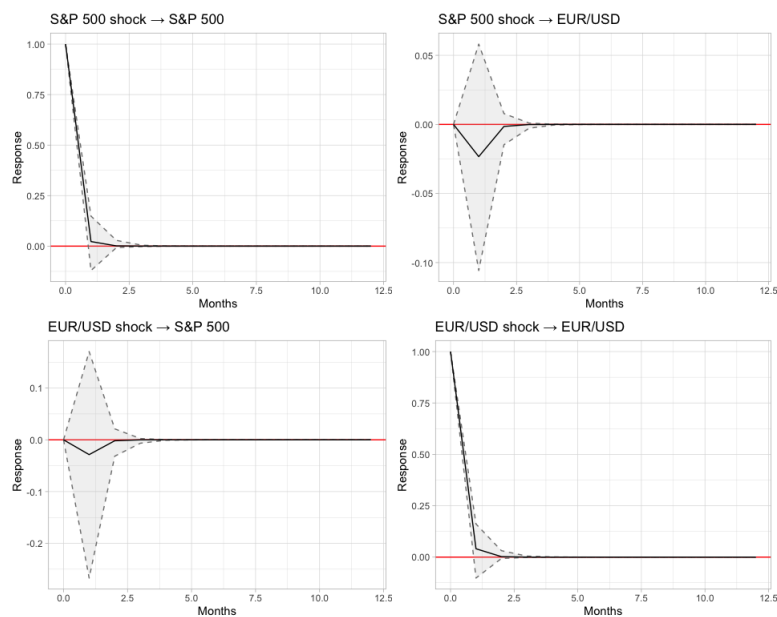 S&P 500 shock → S&P 500
1.00
0.75
0.50
0.25
0.00
Response
0.0 2.5 5.0 7.5 10.0 12.5
Months
S&P 500 shock → EUR/USD
0.05
0.00
-0.05
-0.10
Response
0.0 2.5 5.0 7.5 10.0 12.5
Months
EUR/USD shock → S&P 500
0.1
0.0
-0.1
-0.2
Response
0.0 2.5 5.0 7.5 10.0 12.5
Months
EUR/USD shock → EUR/USD
1.00
0.75
0.50
0.25
0.00
Response
0.0 2.5 5.0 7.5 10.0 12.5
Months